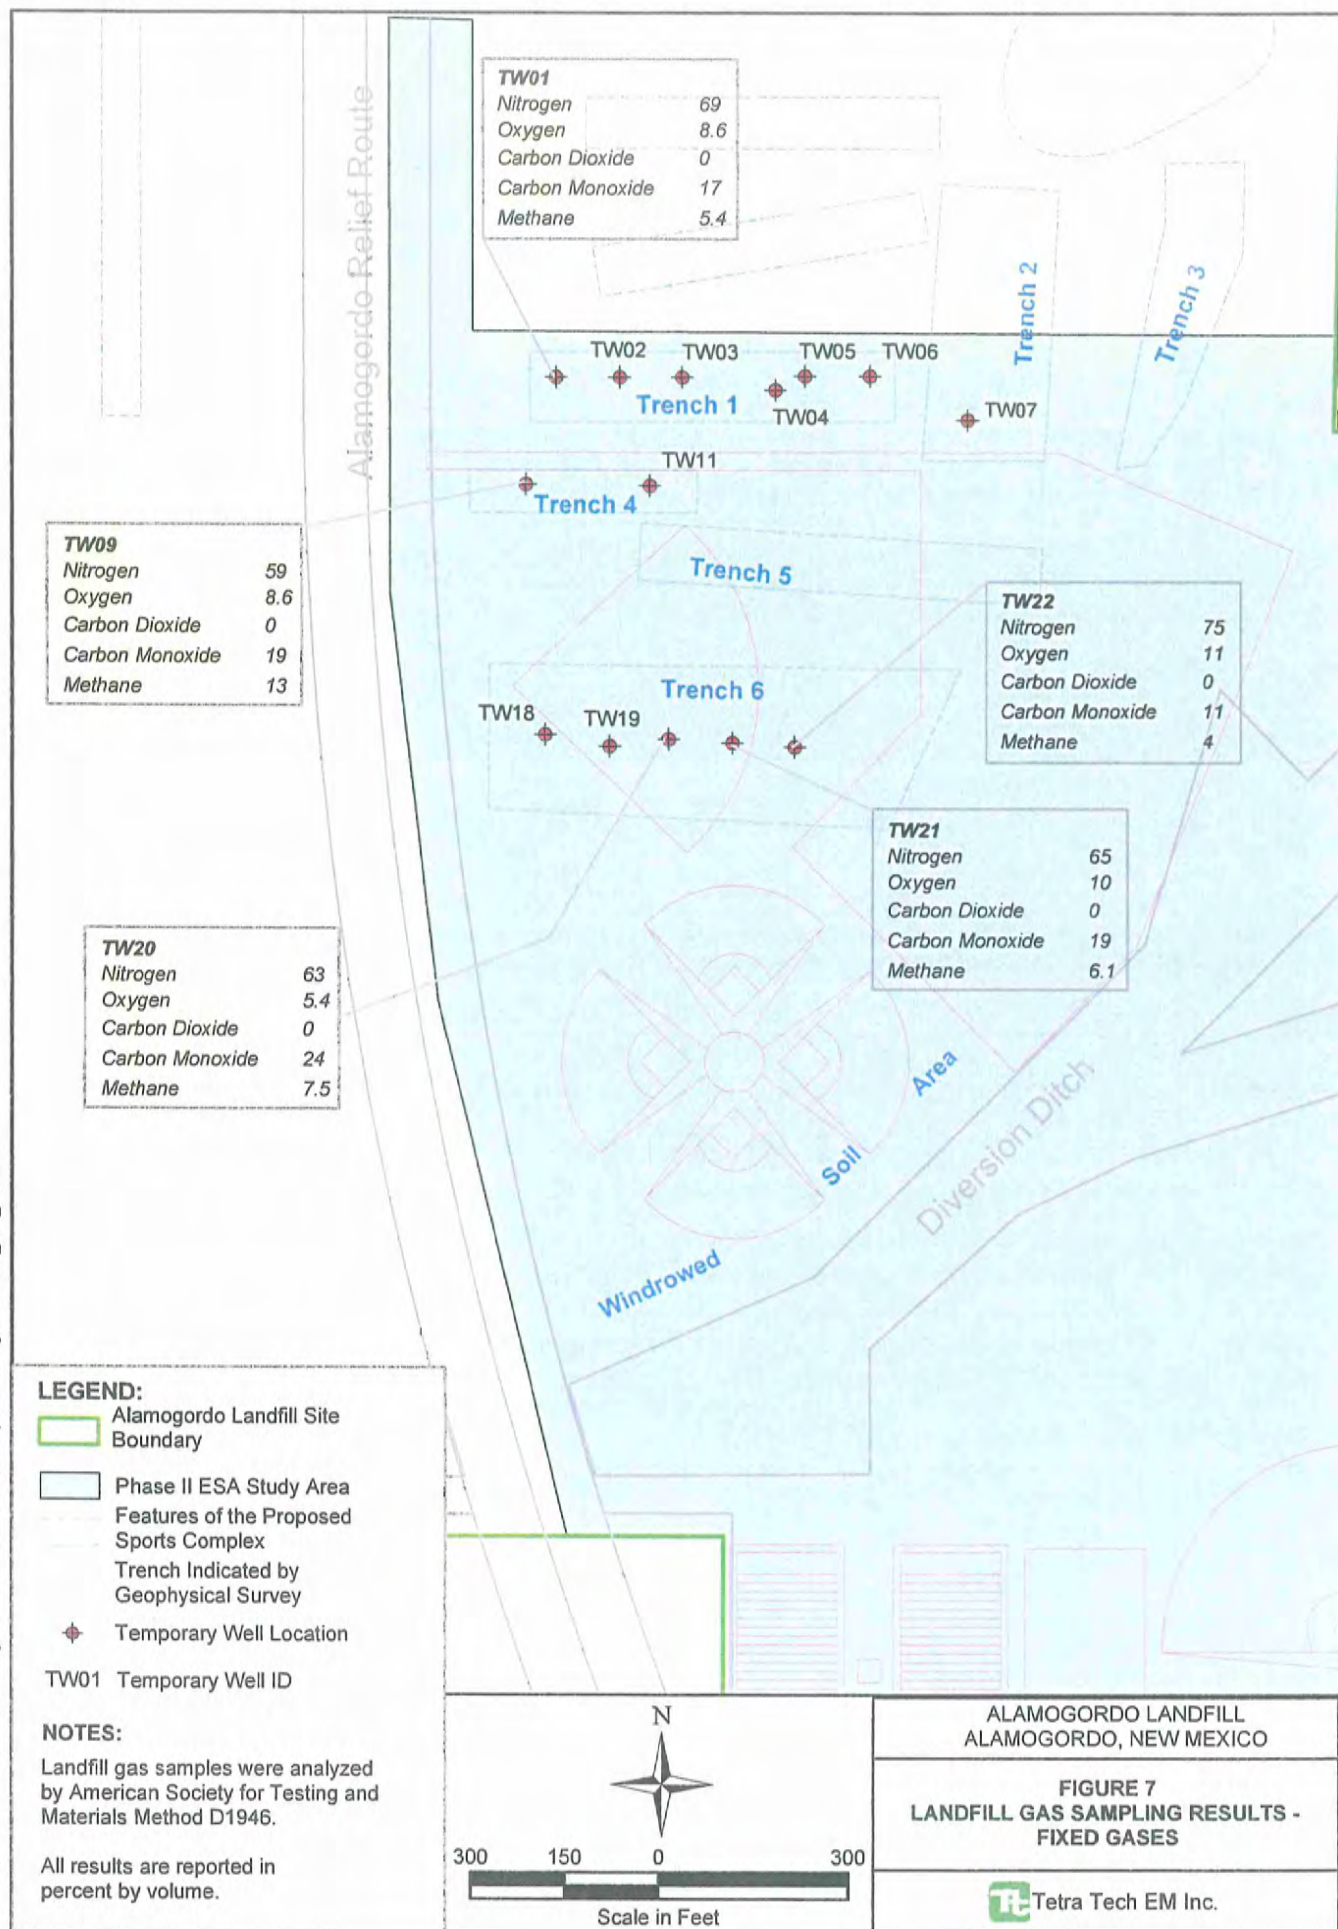 TW01
Nitrogen 69
Oxygen 8.6
Carbon Dioxide 0
Carbon Monoxide 17
Methane 5.4
Alamogordo Relief Route
Trench 2
Trench 3
TW02
TW03
TW05
TW06
Trench 1
TW04
TW07
TW11
Trench 4
TW09
Nitrogen 59
Oxygen 8.6
Carbon Dioxide 0
Carbon Monoxide 19
Methane 13
Trench 5
TW22
Nitrogen 75
Oxygen 11
Carbon Dioxide 0
Carbon Monoxide 11
Methane 4
Trench 6
TW18
TW19
TW21
Nitrogen 65
Oxygen 10
Carbon Dioxide 0
Carbon Monoxide 19
Methane 6.1
TW20
Nitrogen 63
Oxygen 5.4
Carbon Dioxide 0
Carbon Monoxide 24
Methane 7.5
Windrowed Soil Area
Diversion Ditch
LEGEND:
Alamogordo Landfill Site
Boundary
Phase II ESA Study Area
Features of the Proposed
Sports Complex
Trench Indicated by
Geophysical Survey
Temporary Well Location
TW01 Temporary Well ID
NOTES:
Landfill gas samples were analyzed
by American Society for Testing and
Materials Method D1946.
All results are reported in
percent by volume.
N
300 150 0 300
Scale in Feet
ALAMOGORDO LANDFILL
ALAMOGORDO, NEW MEXICO
FIGURE 7
LANDFILL GAS SAMPLING RESULTS -
FIXED GASES
Tt Tetra Tech EM Inc.